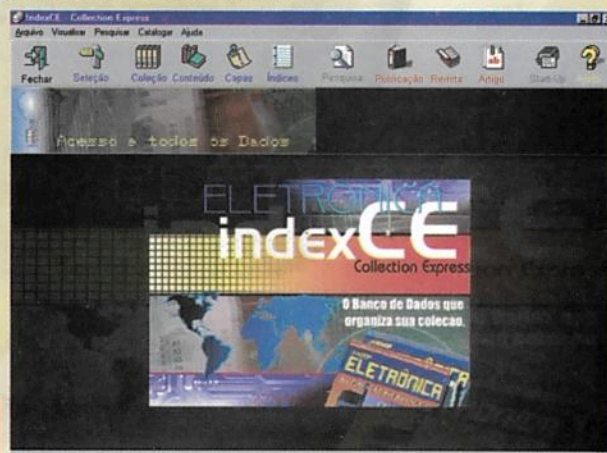 IndexCE - Collection Express
Arquivo Visualizar Pesquisar Catalogar Ajuda
Fechar Seleção Coleção Conteúdo Capas Índices Pesquisa Publicação Revista Artigo Start-Up
Acesso a todos os Dados
ELETRÔNICA
indexCE
Collection Express
O Banco de Dados que
organiza sua coleção.
ELETRÔNICA